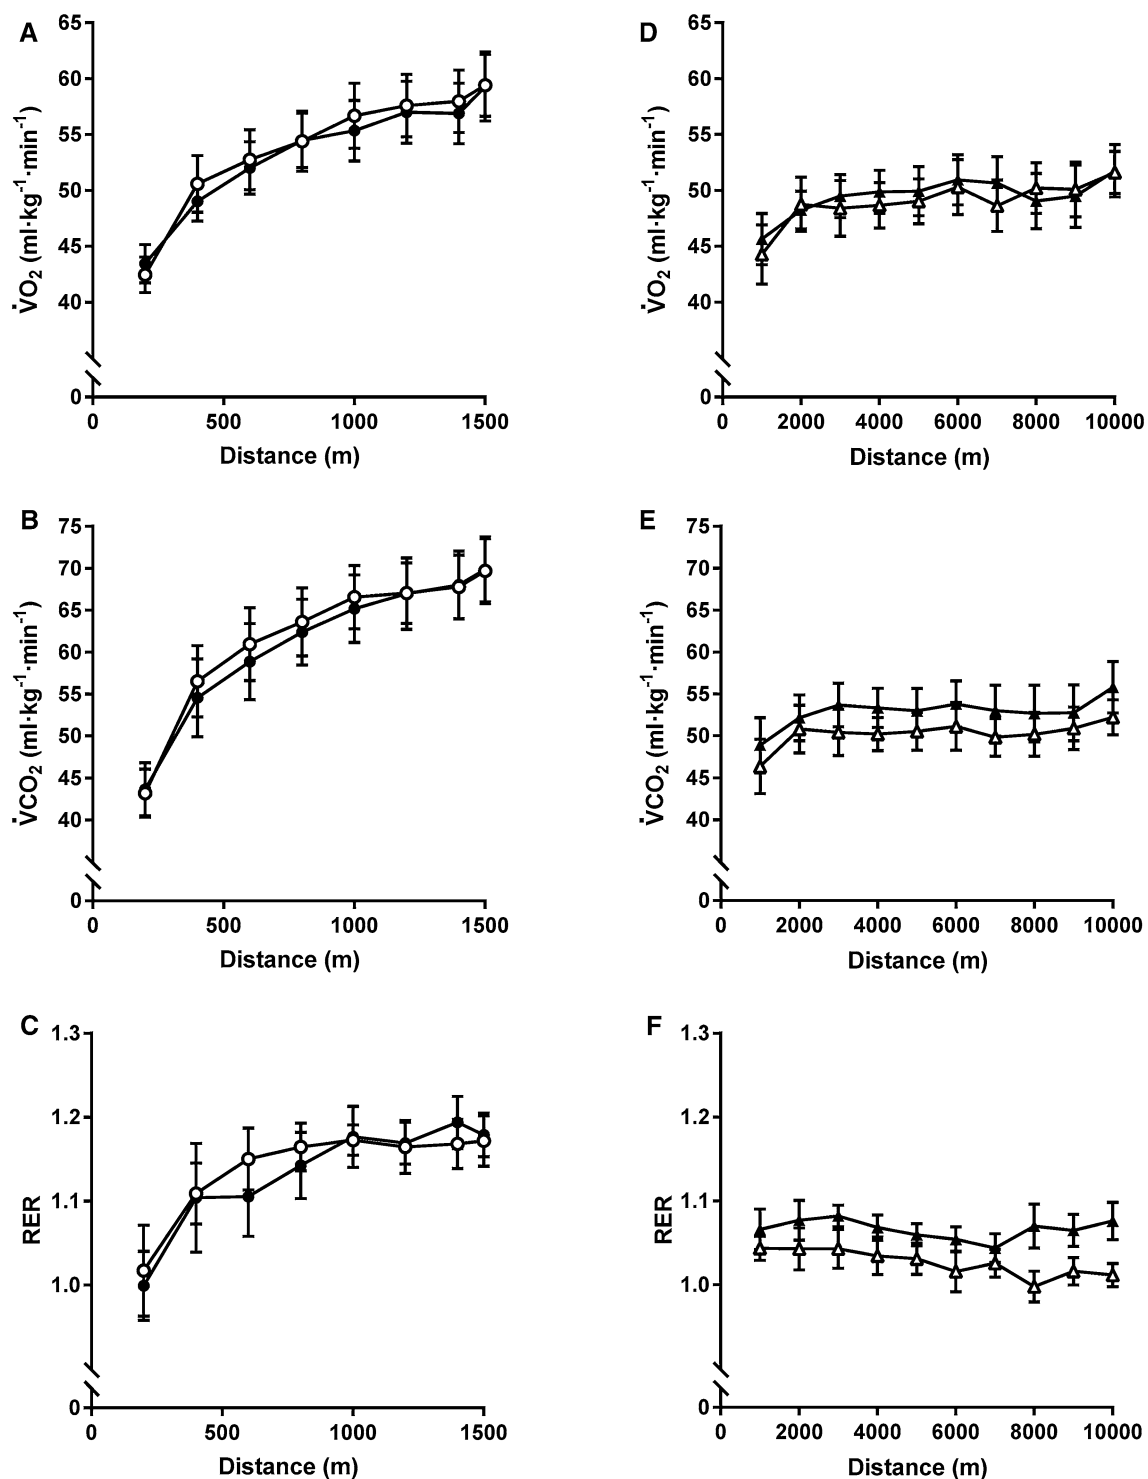 A
65
60
55
50
45
40
0
V̇O₂ (ml·kg⁻¹·min⁻¹)
0 500 1000 1500
Distance (m)
D
65
60
55
50
45
40
0
V̇O₂ (ml·kg⁻¹·min⁻¹)
0 2000 4000 6000 8000 10000
Distance (m)
B
75
70
65
60
55
50
45
40
0
V̇CO₂ (ml·kg⁻¹·min⁻¹)
0 500 1000 1500
Distance (m)
E
75
70
65
60
55
50
45
40
0
V̇CO₂ (ml·kg⁻¹·min⁻¹)
0 2000 4000 6000 8000 10000
Distance (m)
C
1.3
1.2
1.1
1.0
0
RER
0 500 1000 1500
Distance (m)
F
1.3
1.2
1.1
1.0
0
RER
0 2000 4000 6000 8000 10000
Distance (m)